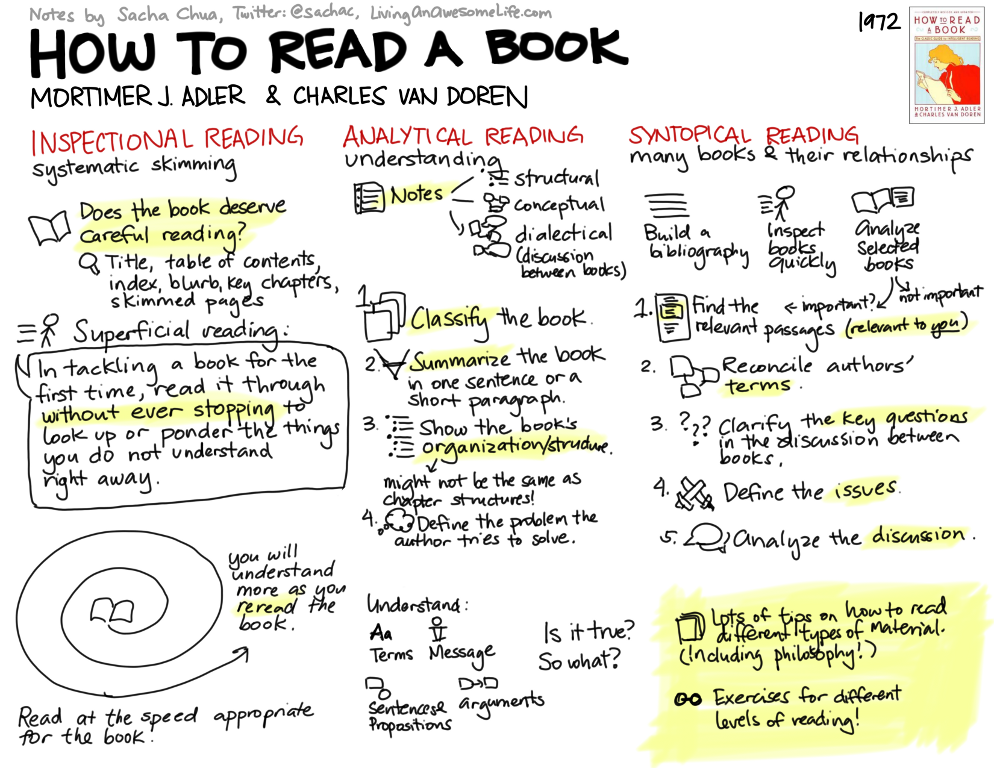 Notes by Sacha Chua, Twitter: @sachac, LivingAnAwesomeLife.com
HOW TO READ A BOOK
MORTIMER J. ADLER & CHARLES VAN DOREN
1972
HOW TO READ
A BOOK
MORTIMER J. ADLER
& CHARLES VAN DOREN
INSPECTIONAL READING
systematic skimming
Does the book deserve
careful reading?
Title, table of contents,
index, blurb, key chapters,
skimmed pages
Superficial reading:
In tackling a book for the
first time, read it through
without ever stopping to
look up or ponder the things
you do not understand
right away.
you will
understand
more as you
reread the
book.
Read at the speed appropriate
for the book!
ANALYTICAL READING
understanding
Notes
structural
conceptual
dialectical
(discussion
between books)
1.
Classify the book.
2. Summarize the book
in one sentence or a
short paragraph.
3. Show the book's
organization/structure.
might not be the same as
chapter structures!
4. Define the problem the
author tries to solve.
Understand:
Aa
Terms Message
Sentences &
Propositions
arguments
Is it true?
So what?
SYNTOPICAL READING
many books & their relationships
Build a
bibliography
Inspect
books
quickly
Analyze
selected
books
important?
not important
1. Find the
relevant passages (relevant to you)
2. Reconcile authors'
terms.
3. ??? Clarify the key questions
in the discussion between
books.
4. Define the issues.
5. Analyze the discussion.
Lots of tips on how to read
different types of material.
(Including philosophy!)
Exercises for different
levels of reading!